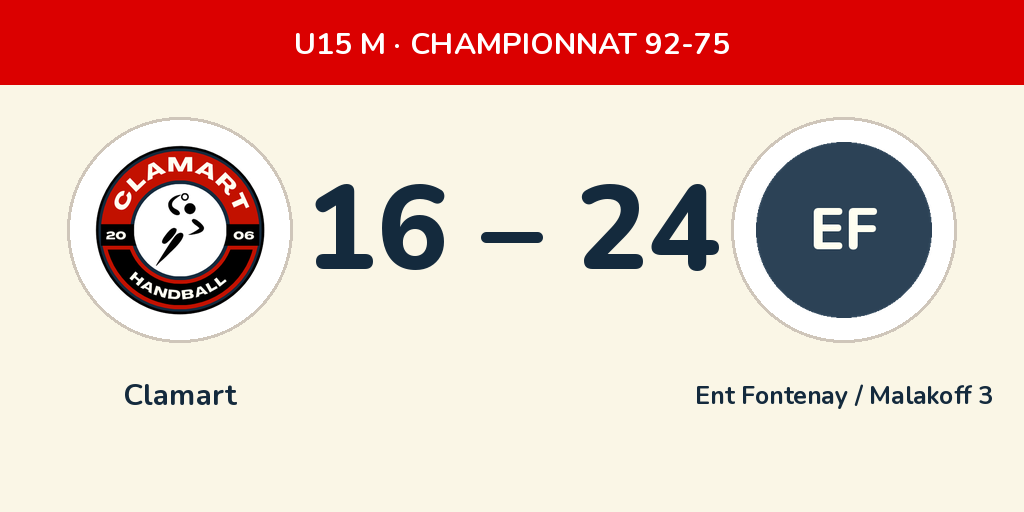 U15 M · CHAMPIONNAT 92-75
CLAMART
20 06
HANDBALL
16 – 24
EF
Clamart
Ent Fontenay / Malakoff 3